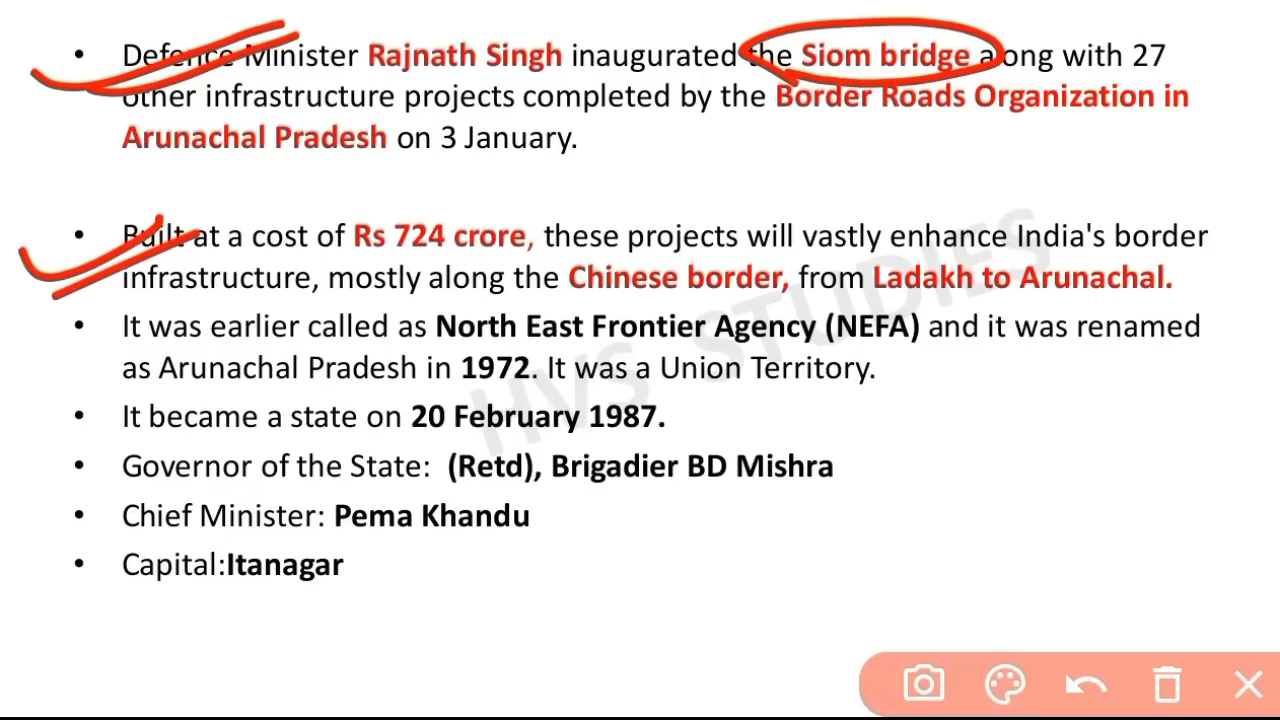 • Defence Minister Rajnath Singh inaugurated the Siom bridge along with 27
other infrastructure projects completed by the Border Roads Organization in
Arunachal Pradesh on 3 January.
• Built at a cost of Rs 724 crore, these projects will vastly enhance India's border
infrastructure, mostly along the Chinese border, from Ladakh to Arunachal.
• It was earlier called as North East Frontier Agency (NEFA) and it was renamed
as Arunachal Pradesh in 1972. It was a Union Territory.
• It became a state on 20 February 1987.
• Governor of the State: (Retd), Brigadier BD Mishra
• Chief Minister: Pema Khandu
• Capital:Itanagar
HVS STUDIES